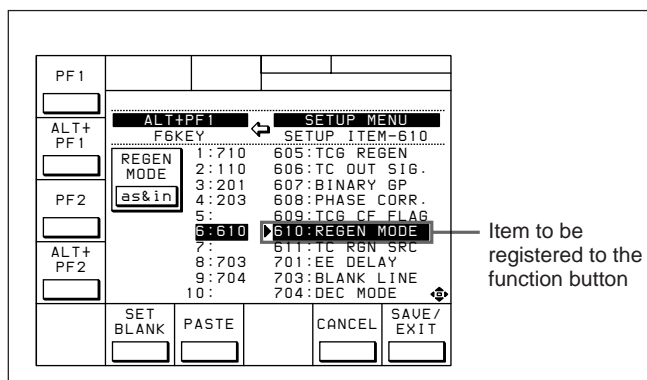 PF1
ALT+
PF1
PF2
ALT+
PF2
ALT+PF1
F6KEY
SETUP MENU
SETUP ITEM-610
REGEN
MODE
as&in
1:710
2:110
3:201
4:203
5:
6:610
7:
8:703
9:704
10:
605:TCG REGEN
606:TC OUT SIG.
607:BINARY GP
608:PHASE CORR.
609:TCG CF FLAG
610:REGEN MODE
611:TC RGN SRC
701:EE DELAY
703:BLANK LINE
704:DEC MODE
SET
BLANK
PASTE
CANCEL
SAVE/
EXIT
Item to be
registered to the
function button